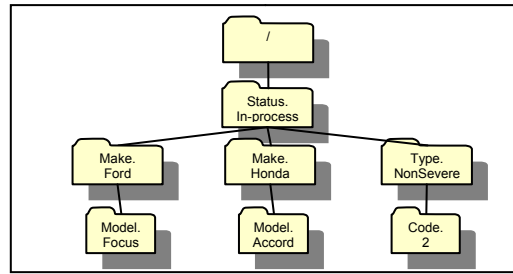 /
Status.
In-process
Make.
Ford
Make.
Honda
Type.
NonSevere
Model.
Focus
Model.
Accord
Code.
2